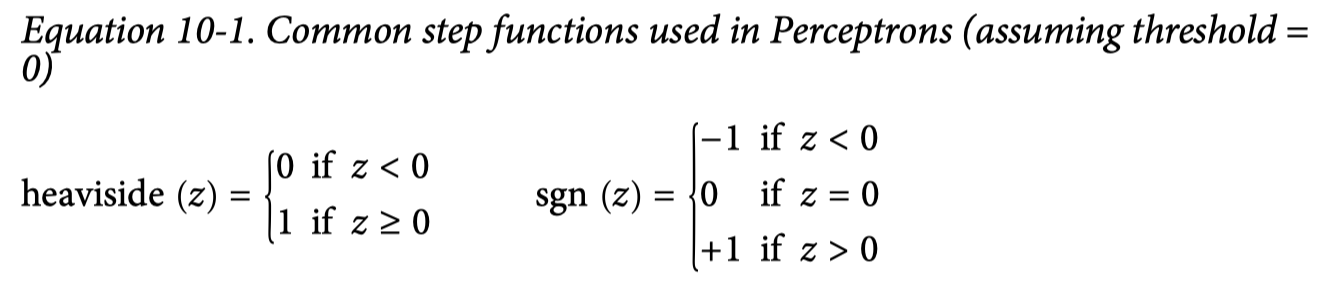 Equation 10-1. Common step functions used in Perceptrons (assuming threshold =
0)
heaviside (z) = {0 if z < 0
1 if z ≥ 0
sgn (z) = {−1 if z < 0
0 if z = 0
+1 if z > 0